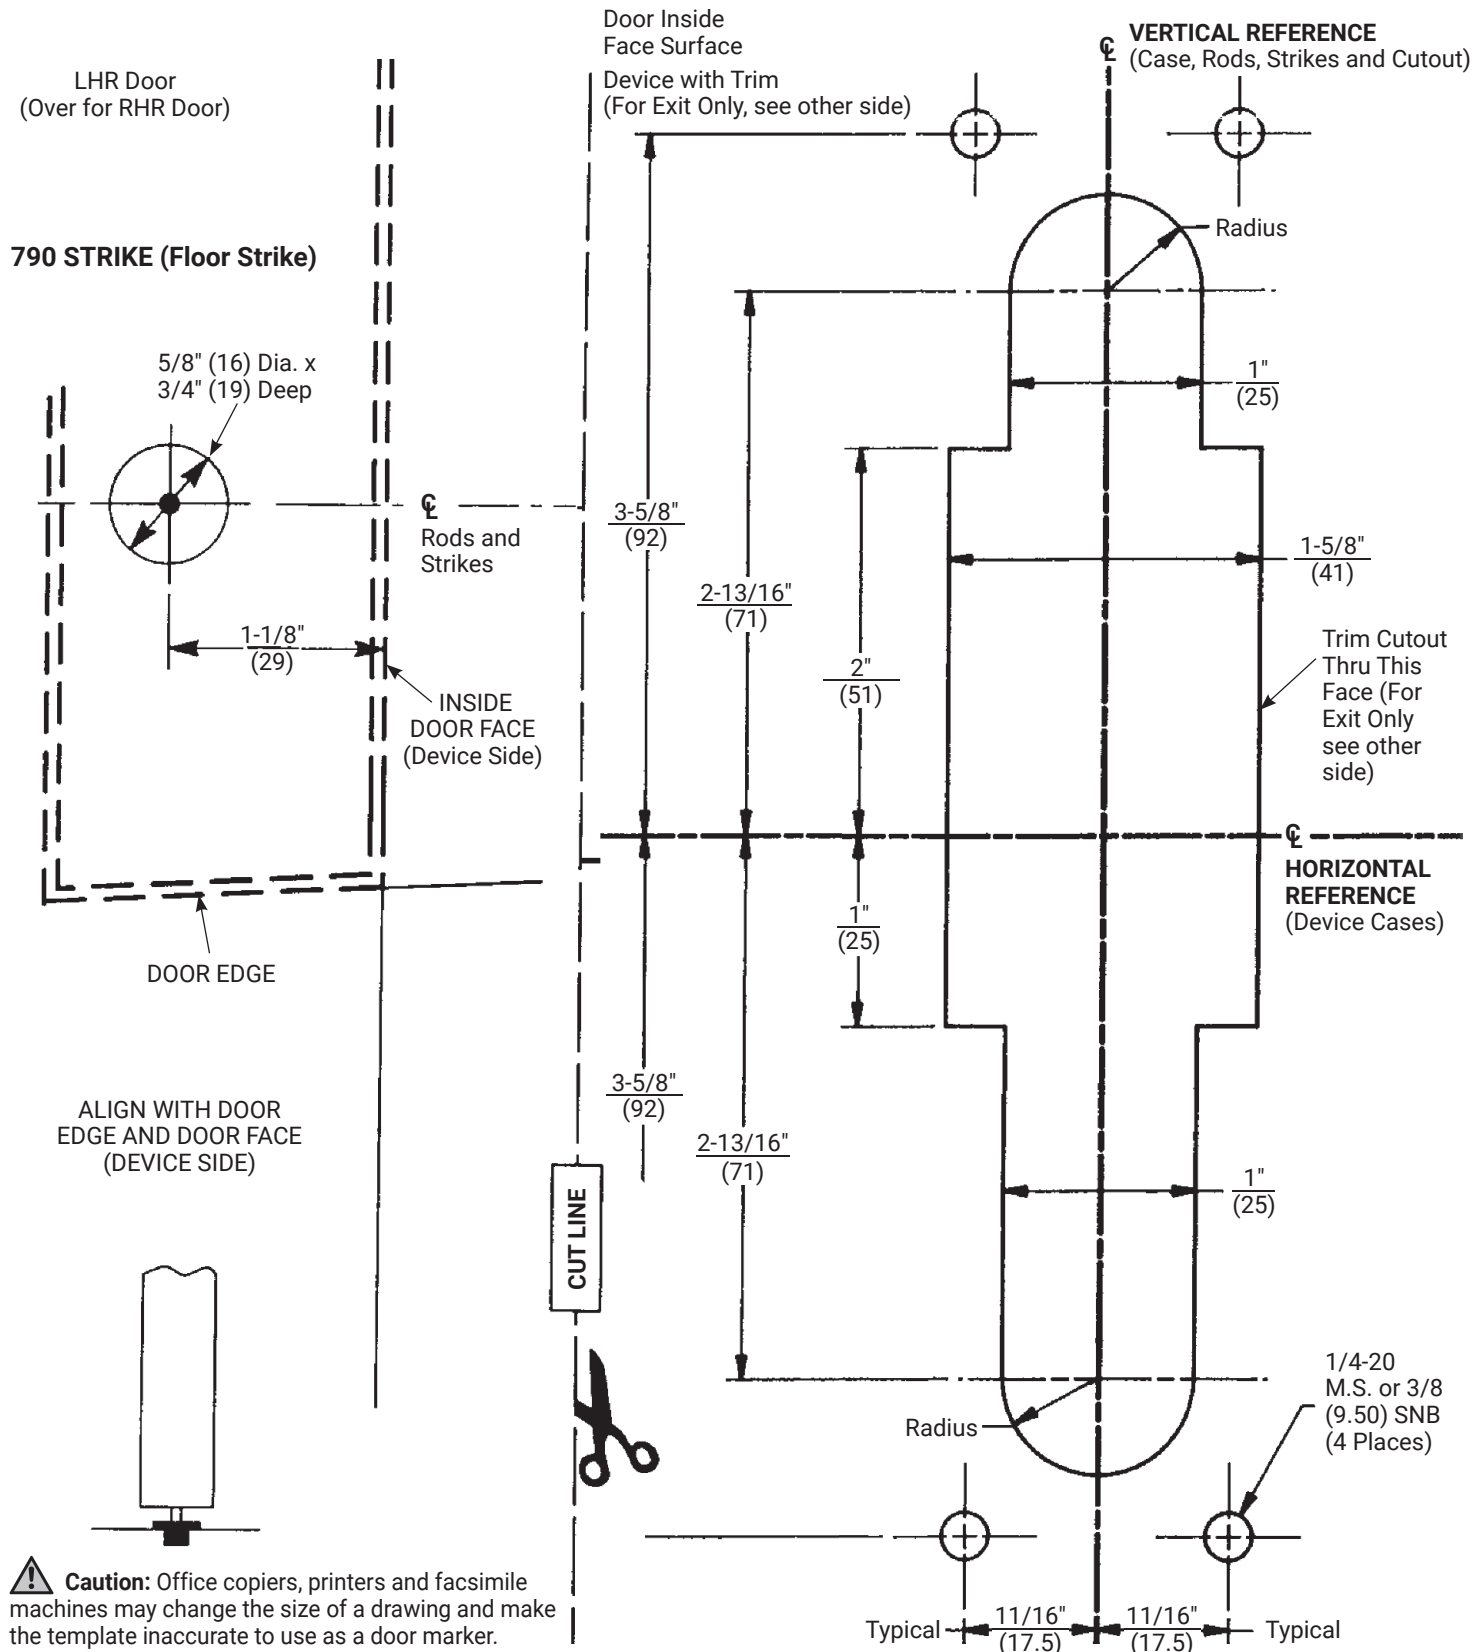 LHR Door
(Over for RHR Door)
790 STRIKE (Floor Strike)
5/8" (16) Dia. x
3/4" (19) Deep
℄
Rods and
Strikes
1-1/8"
(29)
INSIDE
DOOR FACE
(Device Side)
DOOR EDGE
ALIGN WITH DOOR
EDGE AND DOOR FACE
(DEVICE SIDE)
Caution: Office copiers, printers and facsimile
machines may change the size of a drawing and make
the template inaccurate to use as a door marker.
CUT LINE
Door Inside
Face Surface
Device with Trim
(For Exit Only, see other side)
℄ VERTICAL REFERENCE
(Case, Rods, Strikes and Cutout)
Radius
1"
(25)
3-5/8"
(92)
1-5/8"
(41)
2-13/16"
(71)
2"
(51)
Trim Cutout
Thru This
Face (For
Exit Only
see other
side)
℄
HORIZONTAL
REFERENCE
(Device Cases)
1"
(25)
3-5/8"
(92)
2-13/16"
(71)
1"
(25)
1/4-20
M.S. or 3/8
(9.50) SNB
(4 Places)
Radius
Typical
11/16"
(17.5)
11/16"
(17.5)
Typical